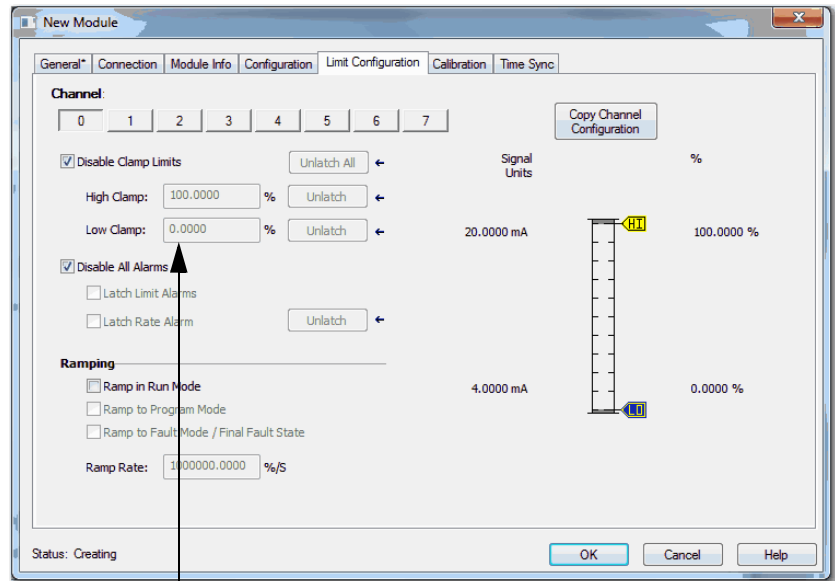 New Module
General* Connection Module Info Configuration Limit Configuration Calibration Time Sync
Channel:
0 1 2 3 4 5 6 7
Copy Channel
Configuration
Disable Clamp Limits Unlatch All
Signal
Units
%
High Clamp: 100.0000 % Unlatch
HI
Low Clamp: 0.0000 % Unlatch
20.0000 mA 100.0000 %
Disable All Alarms
Latch Limit Alarms
Latch Rate Alarm Unlatch
Ramping
Ramp in Run Mode
4.0000 mA 0.0000 %
LO
Ramp to Program Mode
Ramp to Fault Mode / Final Fault State
Ramp Rate: 1000000.0000 %/S
Status: Creating OK Cancel Help